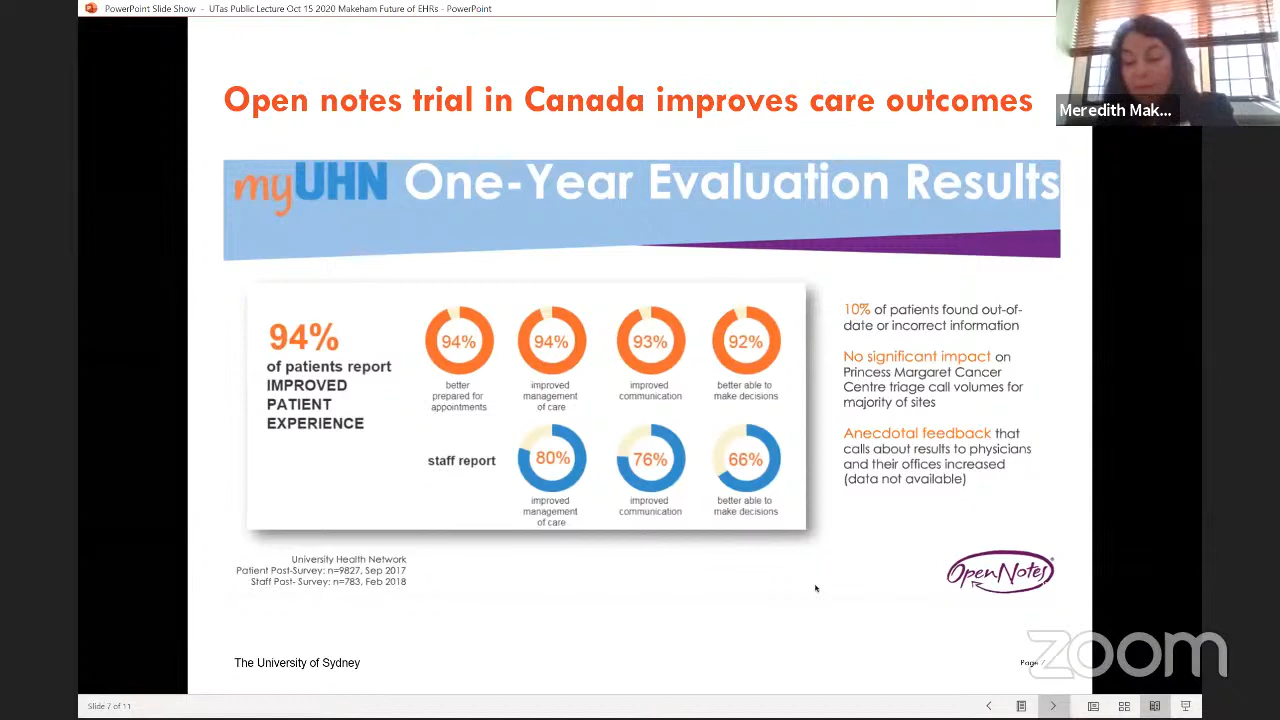 PowerPoint Slide Show - UTas Public Lecture Oct 15 2020 Makeham Future of EHRs - PowerPoint
Meredith Mak...
Open notes trial in Canada improves care outcomes
myUHN One-Year Evaluation Results
94%
of patients report
IMPROVED
PATIENT
EXPERIENCE
94%
better
prepared for
appointments
94%
improved
management
of care
93%
improved
communication
92%
better able to
make decisions
staff report
80%
improved
management
of care
76%
improved
communication
66%
better able to
make decisions
10% of patients found out-of-
date or incorrect information
No significant impact on
Princess Margaret Cancer
Centre triage call volumes for
majority of sites
Anecdotal feedback that
calls about results to physicians
and their offices increased
(data not available)
University Health Network
Patient Post-Survey: n=9827, Sep 2017
Staff Post- Survey: n=783, Feb 2018
OpenNotes®
The University of Sydney
Page 7
zoom
Slide 7 of 11